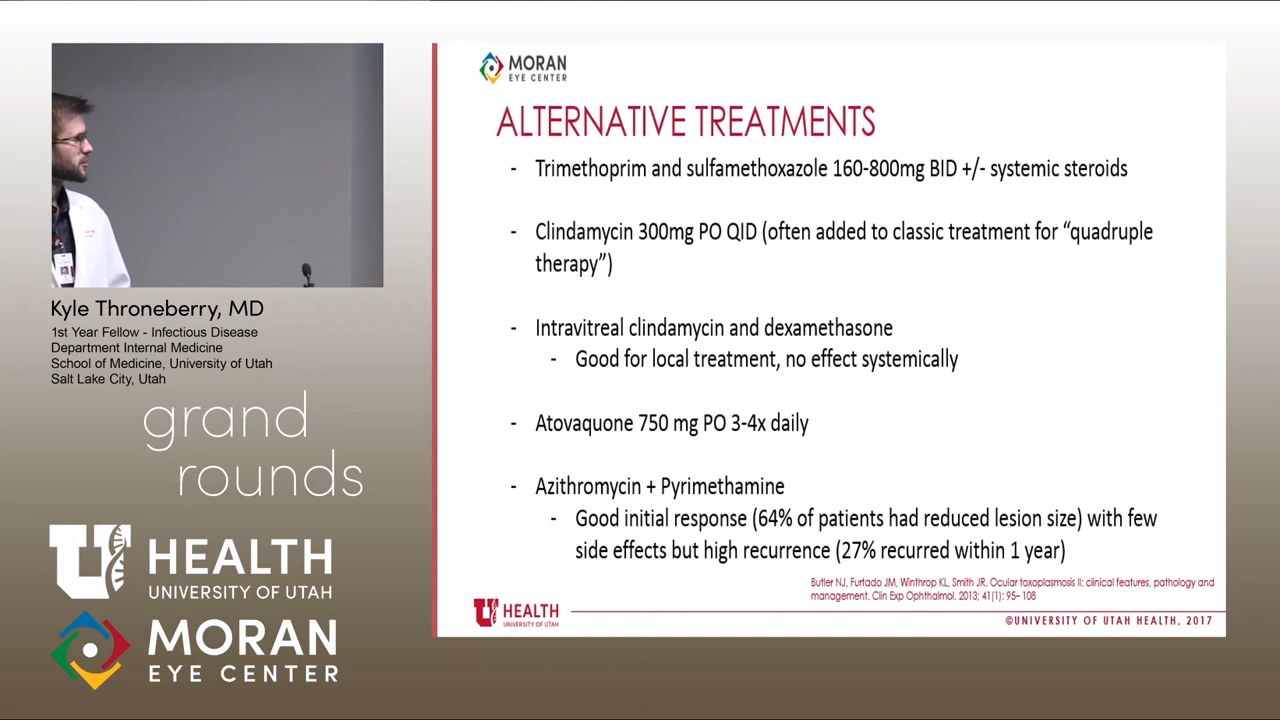 Kyle Throneberry, MD
1st Year Fellow - Infectious Disease
Department Internal Medicine
School of Medicine, University of Utah
Salt Lake City, Utah
grand
rounds
U HEALTH
UNIVERSITY OF UTAH
MORAN
EYE CENTER
MORAN
EYE CENTER
ALTERNATIVE TREATMENTS
- Trimethoprim and sulfamethoxazole 160-800mg BID +/- systemic steroids
- Clindamycin 300mg PO QID (often added to classic treatment for “quadruple
therapy”)
- Intravitreal clindamycin and dexamethasone
- Good for local treatment, no effect systemically
- Atovaquone 750 mg PO 3-4x daily
- Azithromycin + Pyrimethamine
- Good initial response (64% of patients had reduced lesion size) with few
side effects but high recurrence (27% recurred within 1 year)
Butler NJ, Furtado JM, Winthrop KL, Smith JR. Ocular toxoplasmosis II: clinical features, pathology and
management. Clin Exp Ophthalmol. 2013; 41(1): 95– 108
U HEALTH
UNIVERSITY OF UTAH
©UNIVERSITY OF UTAH HEALTH, 2017